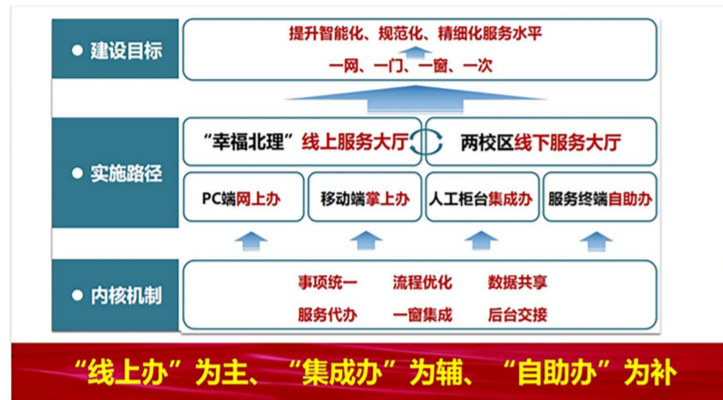 建设目标
提升智能化、规范化、精细化服务水平
一网、一门、一窗、一次
实施路径
“幸福北理”线上服务大厅
两校区线下服务大厅
PC端网上办
移动端掌上办
人工柜台集成办
服务终端自助办
内核机制
事项统一 流程优化 数据共享
服务代办 一窗集成 后台交接
“线上办”为主、“集成办”为辅、“自助办”为补